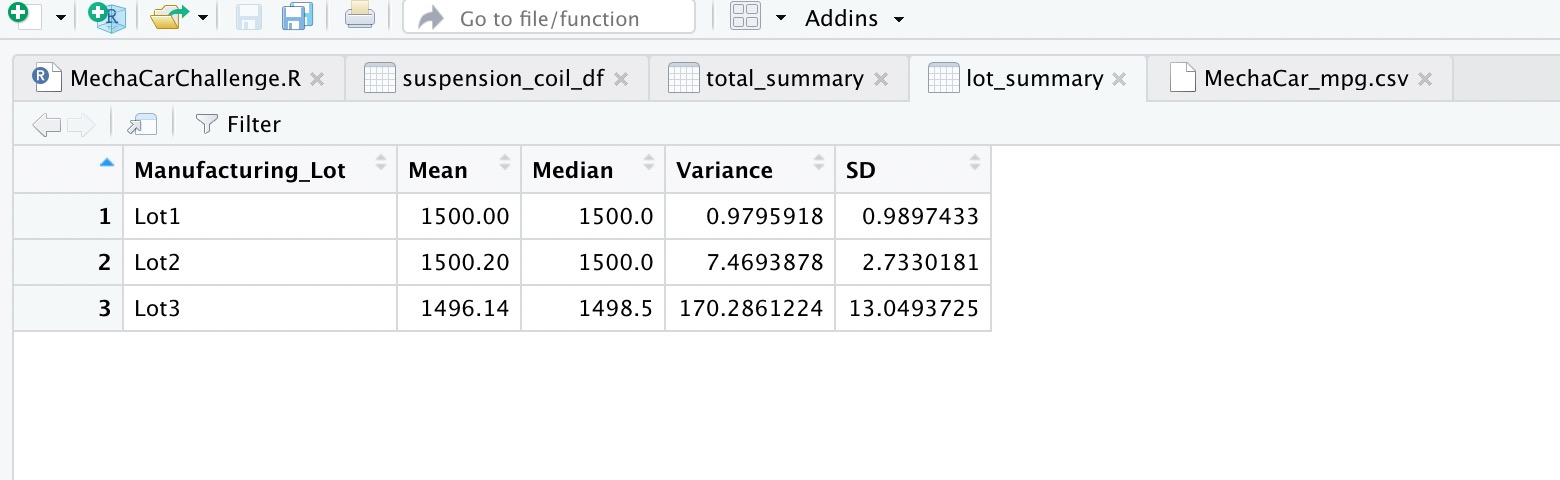 Go to file/function Addins
R MechaCarChallenge.R suspension_coil_df total_summary lot_summary MechaCar_mpg.csv
Filter
Manufacturing_Lot Mean Median Variance SD
1 Lot1 1500.00 1500.0 0.9795918 0.9897433
2 Lot2 1500.20 1500.0 7.4693878 2.7330181
3 Lot3 1496.14 1498.5 170.2861224 13.0493725